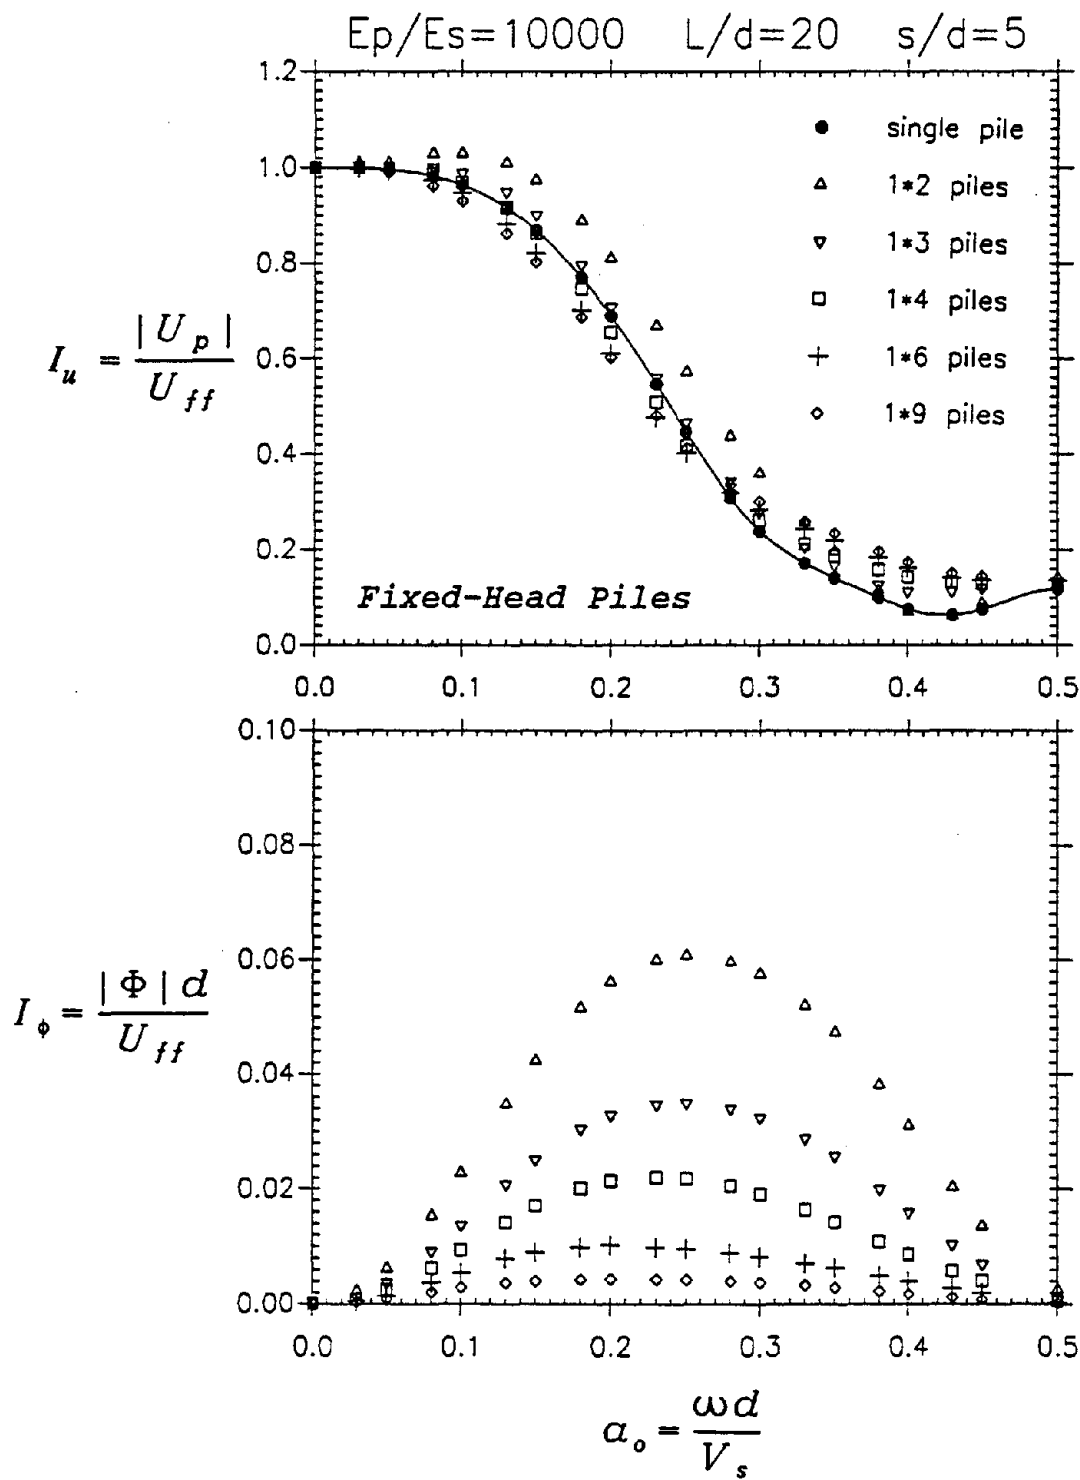 Ep/Es=10000 L/d=20 s/d=5
1.2
1.0
0.8
0.6
0.4
0.2
0.0
I_u = |U_p| / U_ff
single pile
1*2 piles
1*3 piles
1*4 piles
1*6 piles
1*9 piles
Fixed-Head Piles
0.0 0.1 0.2 0.3 0.4 0.5
0.10
0.08
0.06
0.04
0.02
0.00
I_ϕ = |Φ| d / U_ff
0.0 0.1 0.2 0.3 0.4 0.5
a_o = ωd / V_s